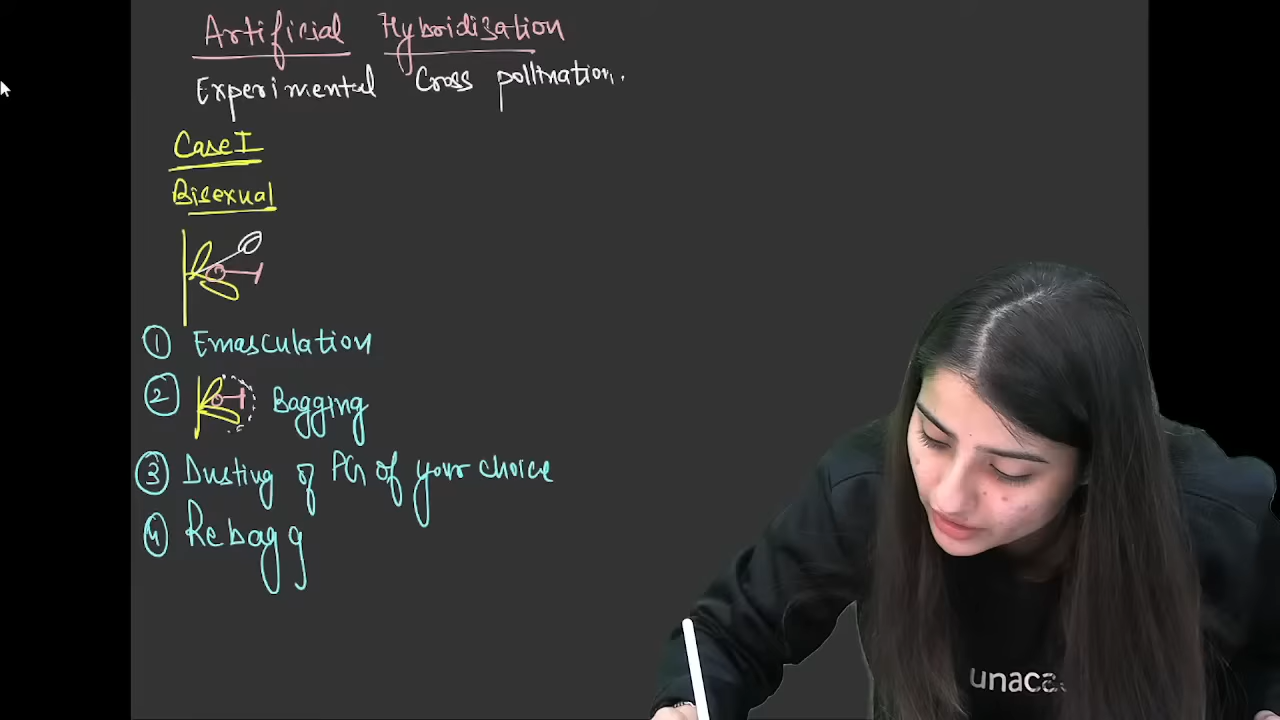 Artificial Hybridisation
Experimental Cross pollination.
Case I
Bisexual
① Emasculation
② Bagging
③ Dusting of PG of your choice
④ Rebagg
unaca